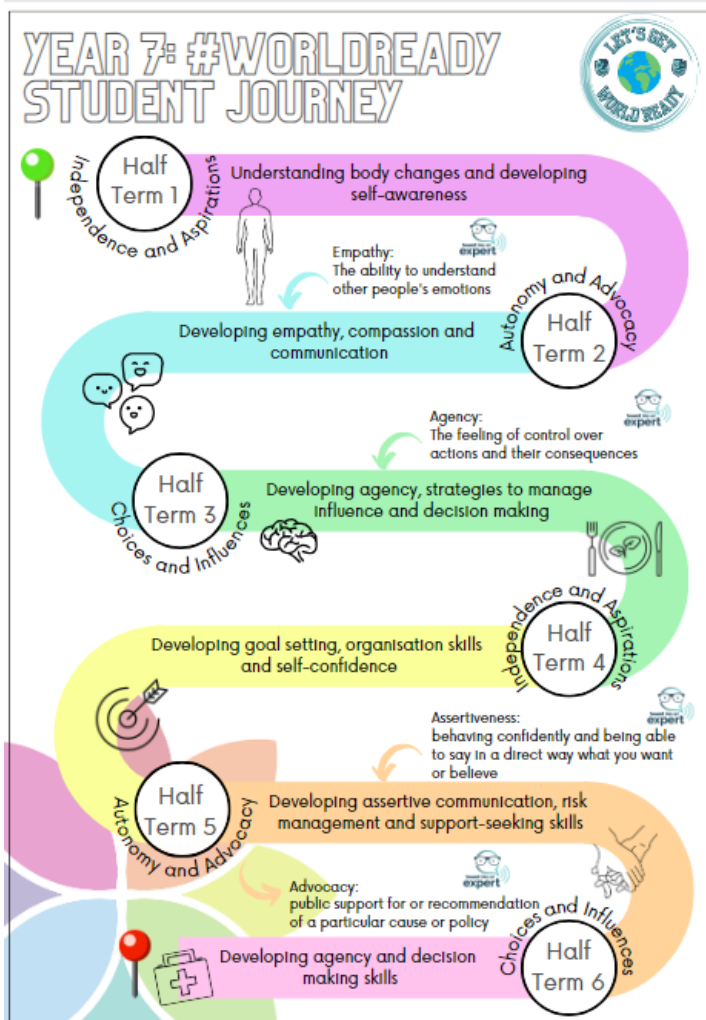 YEAR 7: #WORLDREADY
STUDENT JOURNEY
LET'S GET
WORLD READY
Half
Term 1
Independence and Aspirations
Understanding body changes and developing
self-awareness
expert
Empathy:
The ability to understand
other people's emotions
Autonomy and Advocacy
Half
Term 2
Developing empathy, compassion and
communication
expert
Agency:
The feeling of control over
actions and their consequences
Half
Term 3
Choices and Influences
Developing agency, strategies to manage
influence and decision making
Independence and Aspirations
Half
Term 4
Developing goal setting, organisation skills
and self-confidence
expert
Assertiveness:
behaving confidently and being able
to say in a direct way what you want
or believe
Half
Term 5
Autonomy and Advocacy
Developing assertive communication, risk
management and support-seeking skills
expert
Advocacy:
public support for or recommendation
of a particular cause or policy
Choices and Influences
Half
Term 6
Developing agency and decision
making skills